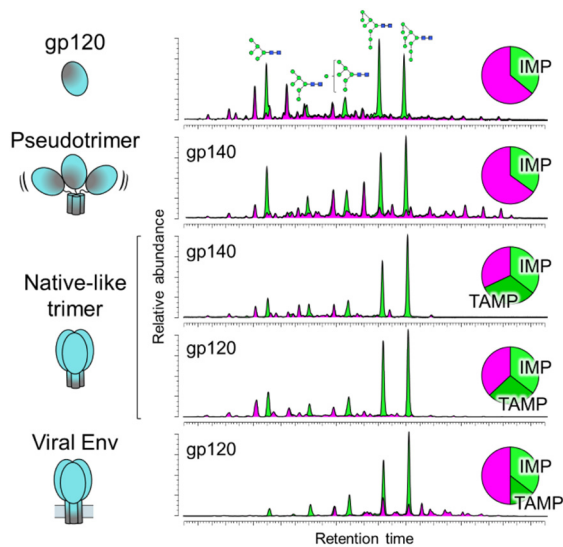 gp120
IMP
Pseudotrimer
gp140
IMP
Relative abundance
gp140
IMP
TAMP
Native-like
trimer
gp120
IMP
TAMP
Viral Env
gp120
IMP
TAMP
Retention time